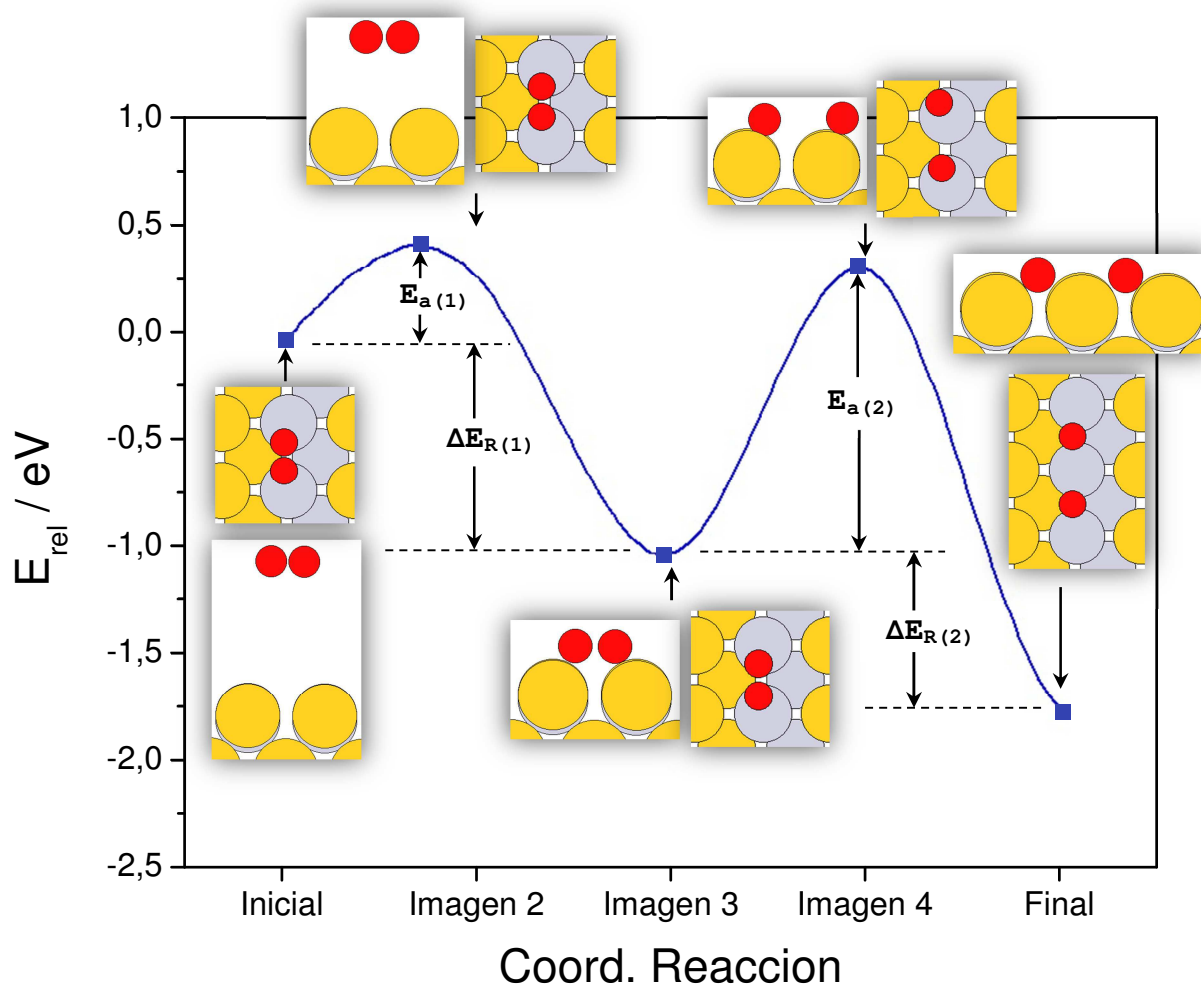 1,0
0,5
0,0
-0,5
-1,0
-1,5
-2,0
-2,5
E_rel / eV
E_a(1)
ΔE_R(1)
E_a(2)
ΔE_R(2)
Inicial
Imagen 2
Imagen 3
Imagen 4
Final
Coord. Reaccion